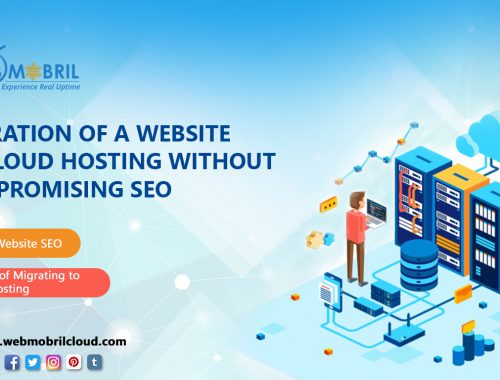 MOBRIL
Experience Real Uptime
RATION OF A WEBSITE
LOUD HOSTING WITHOUT
PROMISING SEO
Website SEO
of Migrating to
osting
.webmobrilcloud.com